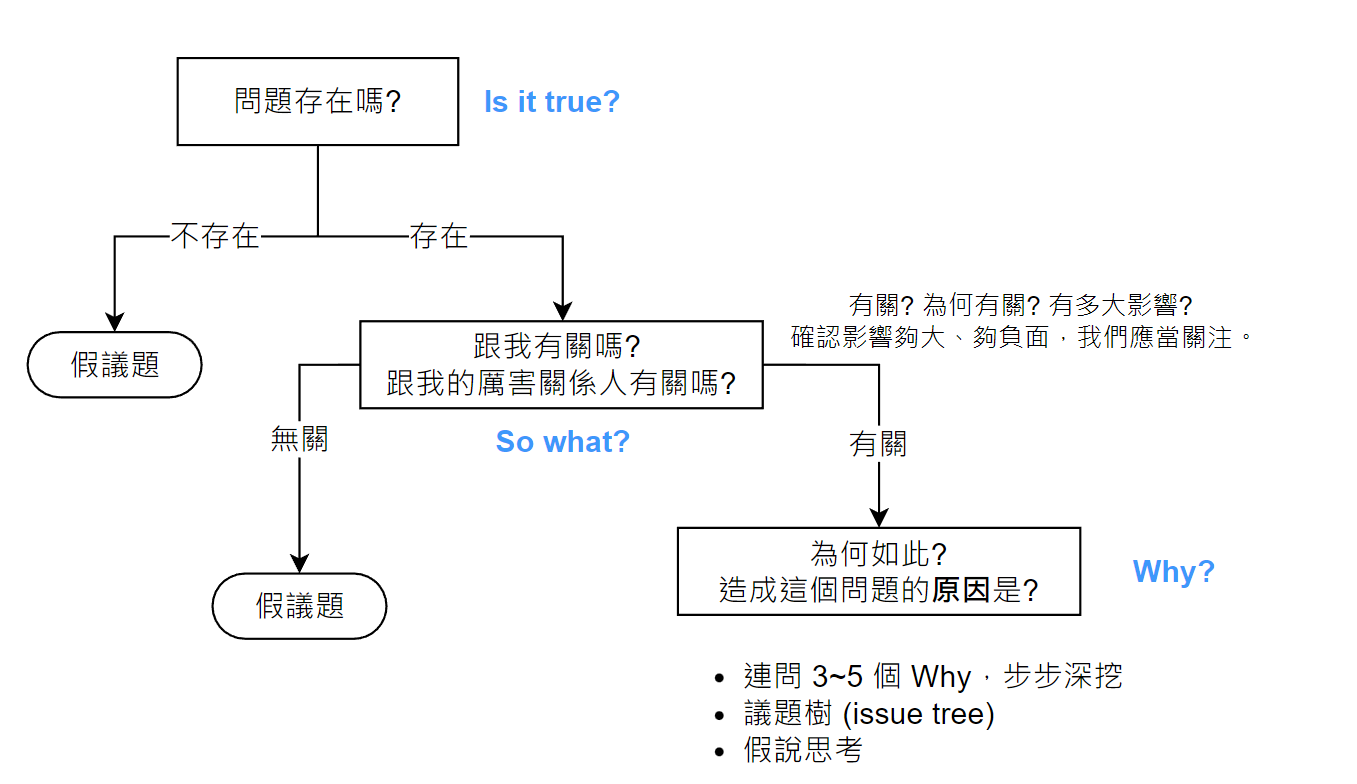 問題存在嗎?
Is it true?
不存在
存在
假議題
有關? 為何有關? 有多大影響?
確認影響夠大、夠負面，我們應當關注。
跟我有關嗎?
跟我的厲害關係人有關嗎?
So what?
無關
有關
假議題
為何如此?
造成這個問題的原因是?
Why?
• 連問 3~5 個 Why，步步深挖
• 議題樹 (issue tree)
• 假說思考